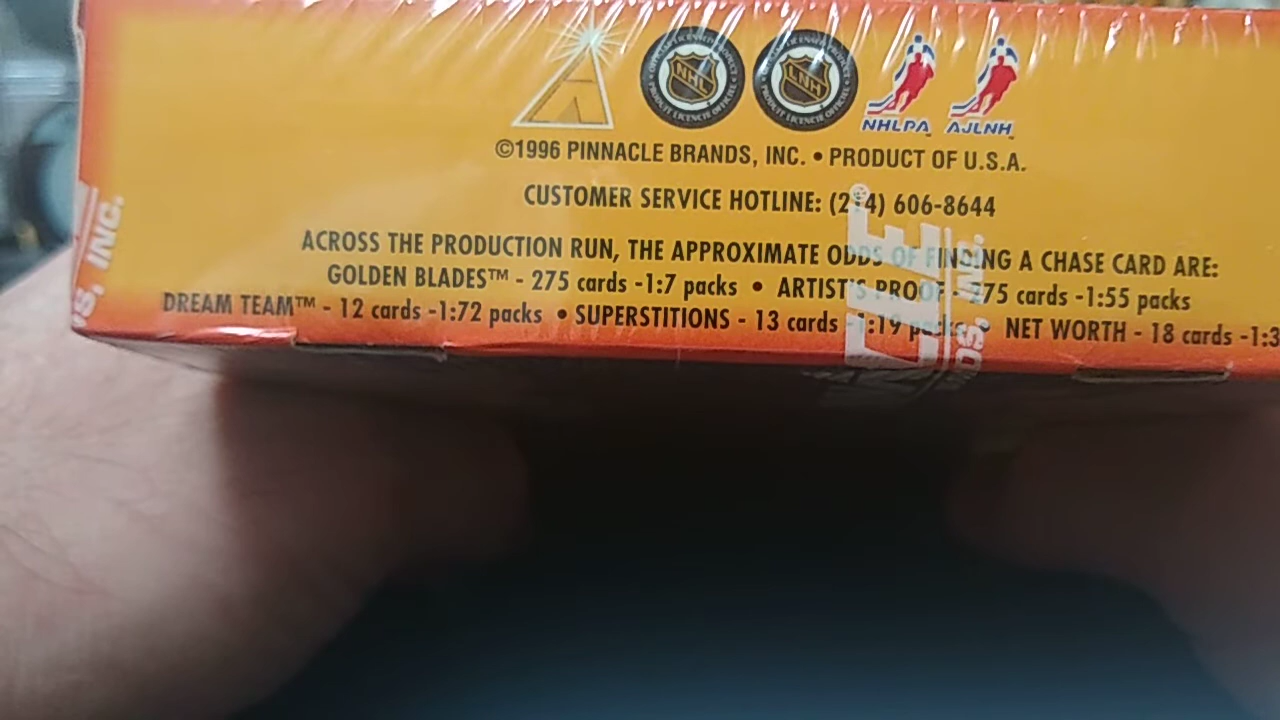 NHL LNH
NHLPA AJLNH
©1996 PINNACLE BRANDS, INC. • PRODUCT OF U.S.A.
CUSTOMER SERVICE HOTLINE: (214) 606-8644
ACROSS THE PRODUCTION RUN, THE APPROXIMATE ODDS OF FINDING A CHASE CARD ARE:
GOLDEN BLADES™ - 275 cards -1:7 packs • ARTIST'S PROOF - 275 cards -1:55 packs
DREAM TEAM™ - 12 cards -1:72 packs • SUPERSTITIONS - 13 cards -1:19 packs • NET WORTH - 18 cards -1:3
S, INC.